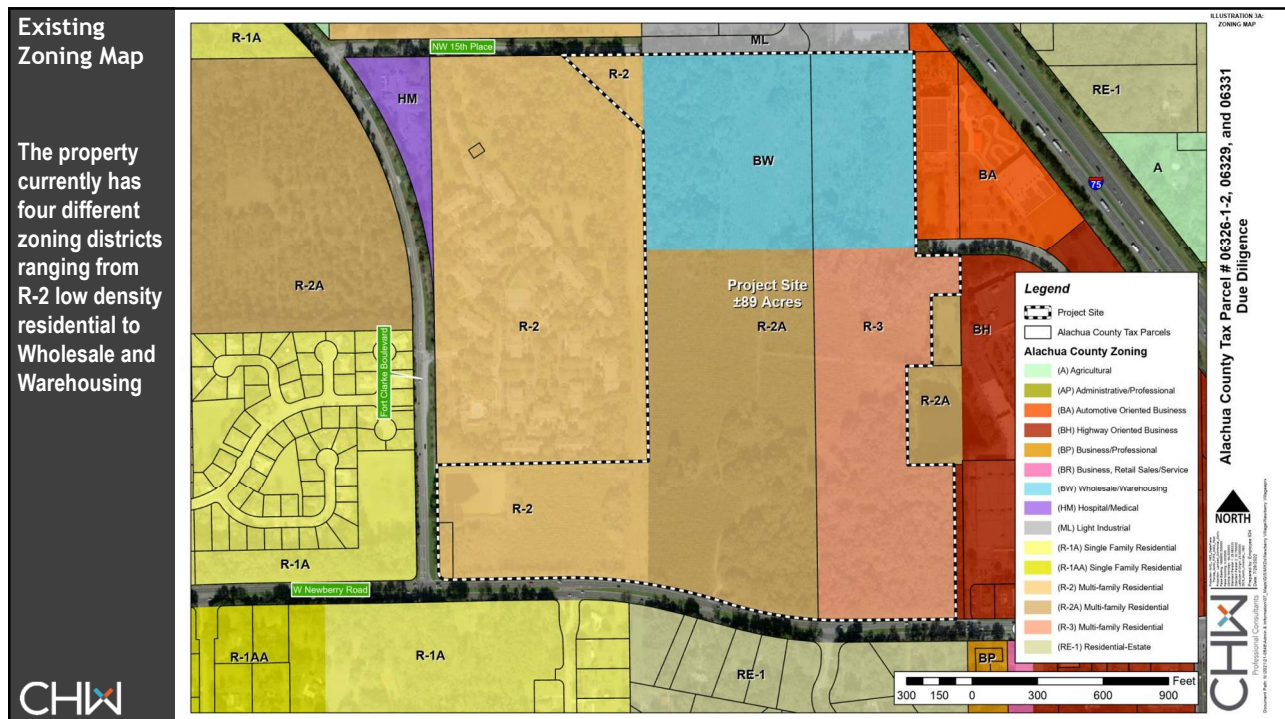 Existing
Zoning Map
The property
currently has
four different
zoning districts
ranging from
R-2 low density
residential to
Wholesale and
Warehousing
CHW
ILLUSTRATION 3A:
ZONING MAP
R-1A
NW 15th Place
ML
R-2
HM
RE-1
BW
A
BA
75
R-2A
Project Site
±89 Acres
R-2
R-2A
R-3
BH
R-2A
Fort Clarke Boulevard
R-2
R-1A
W Newberry Road
R-1AA
R-1A
RE-1
BP
Legend
Project Site
Alachua County Tax Parcels
Alachua County Zoning
(A) Agricultural
(AP) Administrative/Professional
(BA) Automotive Oriented Business
(BH) Highway Oriented Business
(BP) Business/Professional
(BR) Business, Retail Sales/Service
(BW) Wholesale/Warehousing
(HM) Hospital/Medical
(ML) Light Industrial
(R-1A) Single Family Residential
(R-1AA) Single Family Residential
(R-2) Multi-family Residential
(R-2A) Multi-family Residential
(R-3) Multi-family Residential
(RE-1) Residential-Estate
Feet
300 150 0 300 600 900
Alachua County Tax Parcel # 06326-1-2, 06329, and 06331
Due Diligence
NORTH
CHW
Professional Consultants